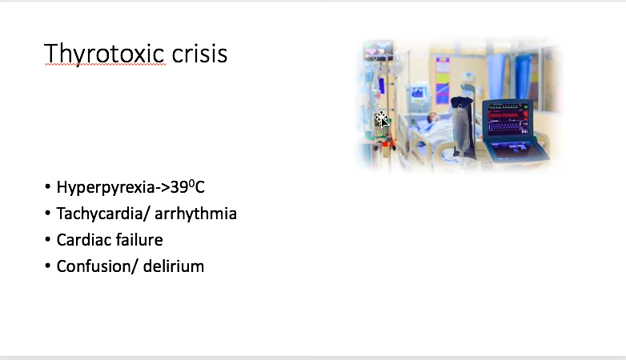 Thyrotoxic crisis
• Hyperpyrexia->39⁰C
• Tachycardia/ arrhythmia
• Cardiac failure
• Confusion/ delirium